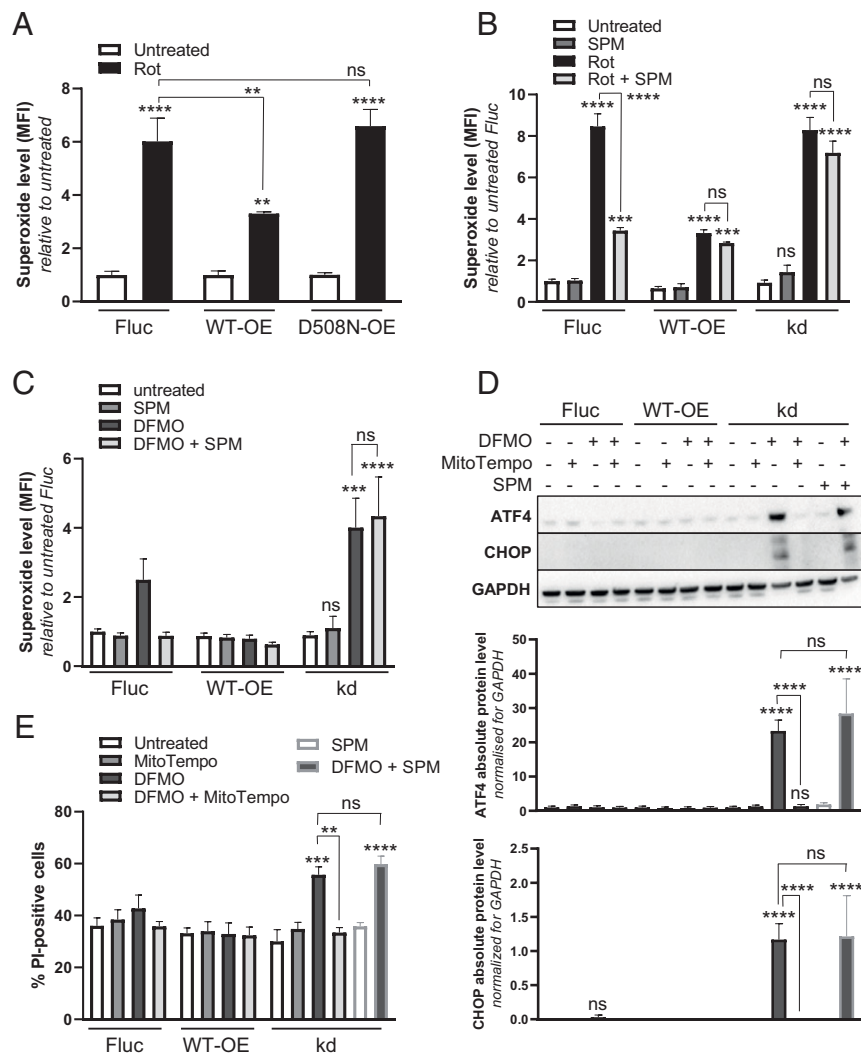 A
Untreated
Rot
ns
**
****
****
**
Superoxide level (MFI)
relative to untreated
8
6
4
2
0
Fluc
WT-OE
D508N-OE
B
Untreated
SPM
Rot
Rot + SPM
ns
**** **** **** ****
ns
***
**** ***
ns
Superoxide level (MFI)
relative to untreated Fluc
10
8
6
4
2
0
Fluc
WT-OE
kd
C
untreated
SPM
DFMO
DFMO + SPM
ns
*** ****
ns
Superoxide level (MFI)
relative to untreated Fluc
6
4
2
0
Fluc
WT-OE
kd
D
Fluc WT-OE kd
DFMO - - + + - - + + - - + + - +
MitoTempo - + - + - + - + - + - + - -
SPM - - - - + +
ATF4
CHOP
GAPDH
ATF4 absolute protein level
normalised for GAPDH
50
40
30
20
10
0
ns
****
****
ns
****
CHOP absolute protein level
normalized for GAPDH
2.5
2.0
1.5
1.0
0.5
0.0
ns
ns
****
****
****
E
Untreated
MitoTempo
DFMO
DFMO + MitoTempo
SPM
DFMO + SPM
ns
**
***
****
% PI-positive cells
80
60
40
20
0
Fluc
WT-OE
kd